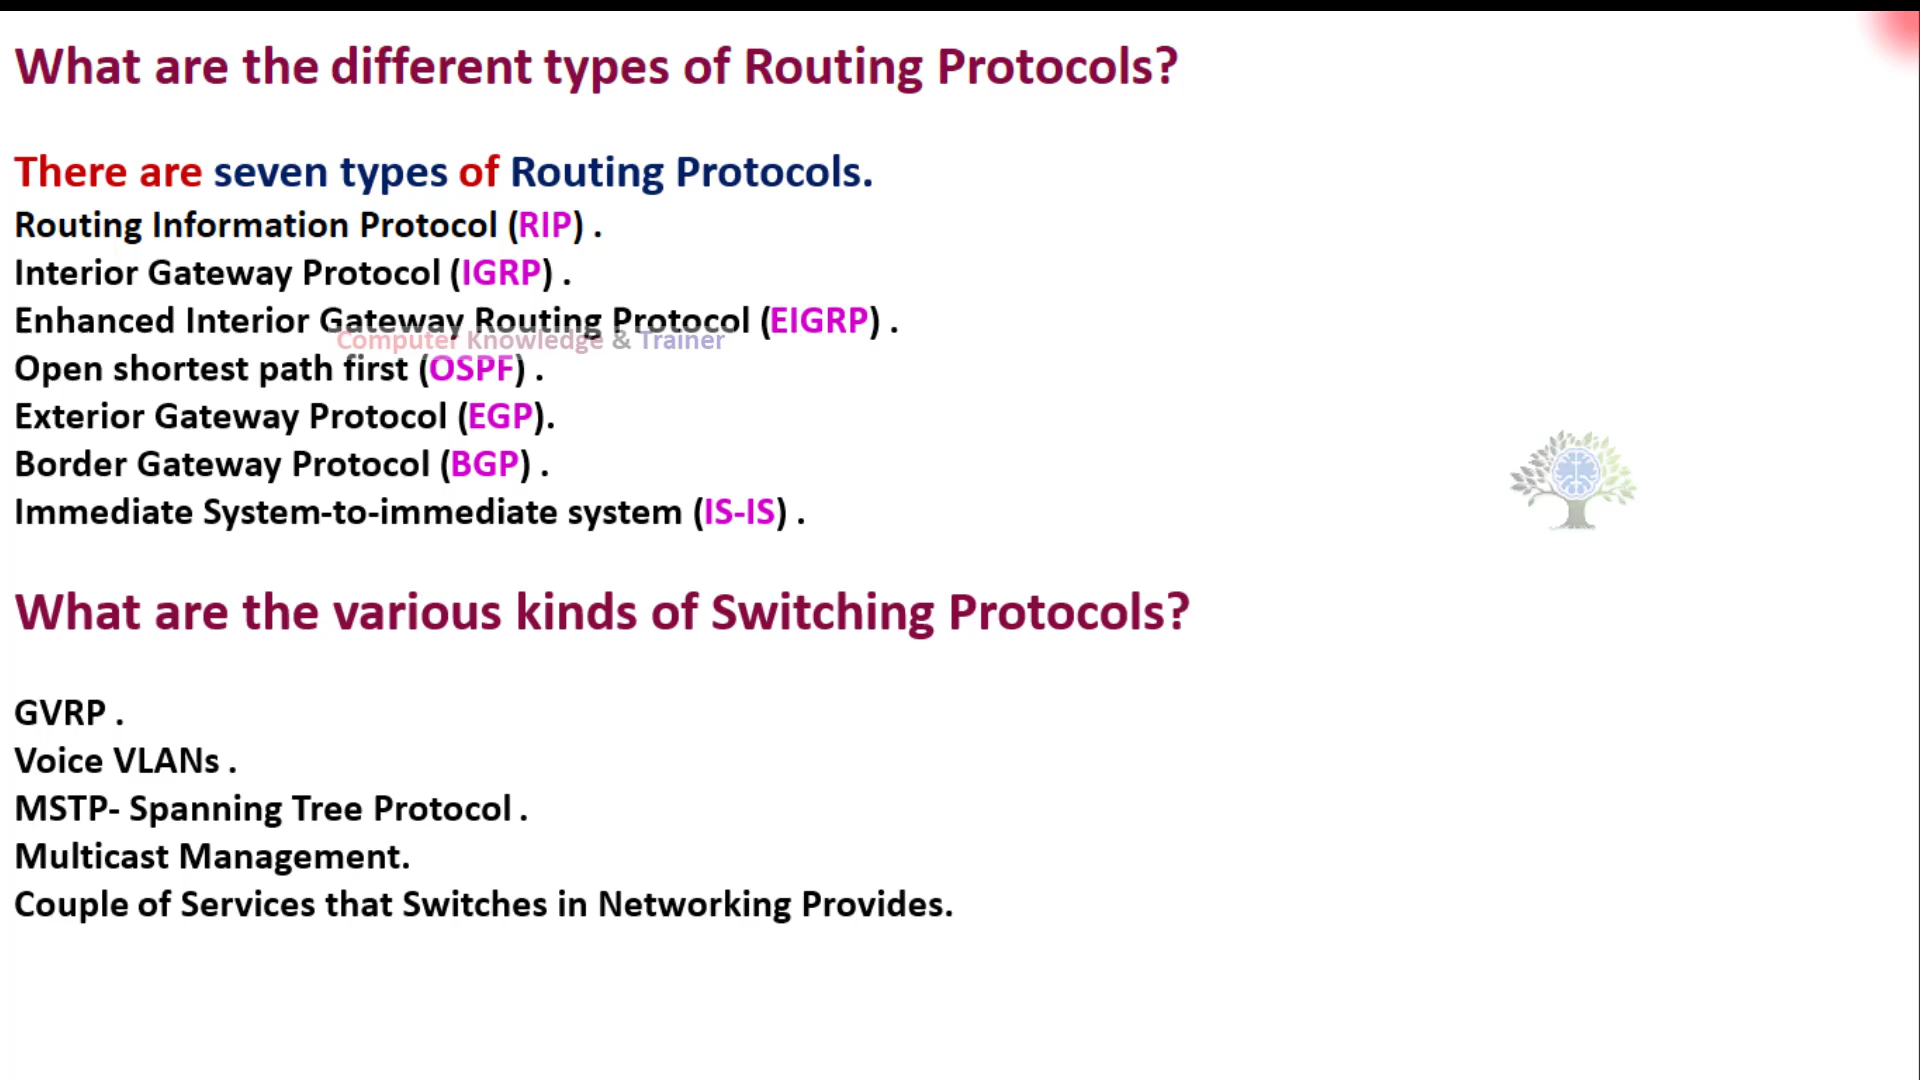 What are the different types of Routing Protocols?
There are seven types of Routing Protocols.
Routing Information Protocol (RIP) .
Interior Gateway Protocol (IGRP) .
Enhanced Interior Gateway Routing Protocol (EIGRP) .
Computer Knowledge & Trainer
Open shortest path first (OSPF) .
Exterior Gateway Protocol (EGP).
Border Gateway Protocol (BGP) .
Immediate System-to-immediate system (IS-IS) .
What are the various kinds of Switching Protocols?
GVRP .
Voice VLANs .
MSTP- Spanning Tree Protocol .
Multicast Management.
Couple of Services that Switches in Networking Provides.